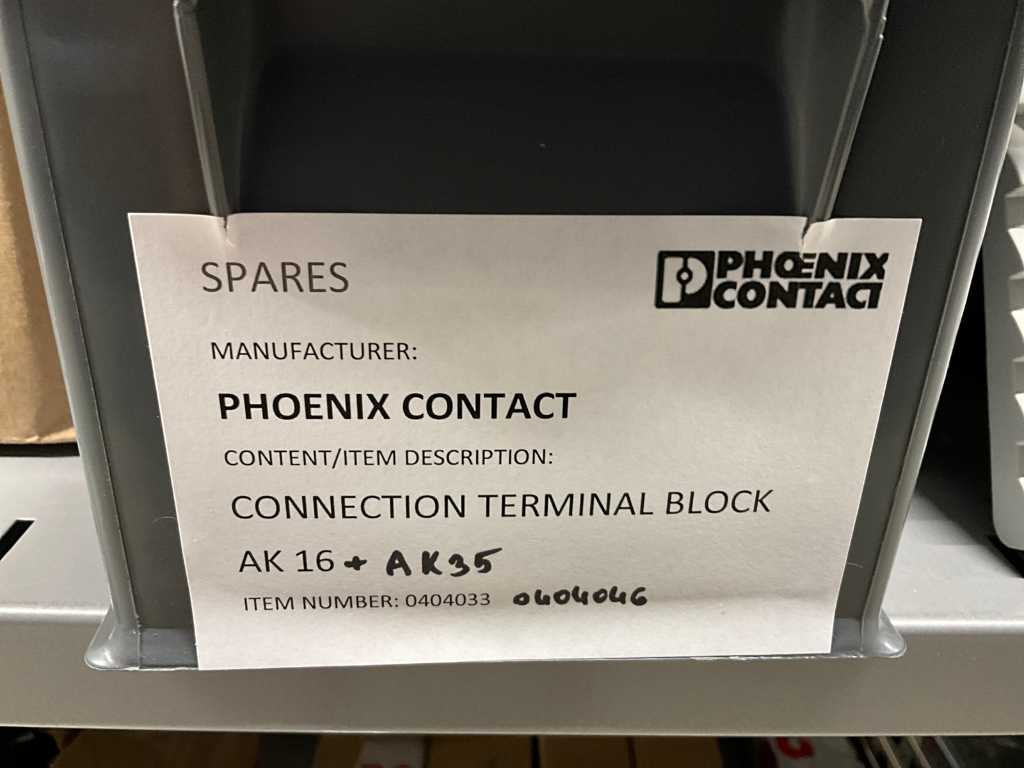 SPARES
PHOENIX
CONTACT
MANUFACTURER:
PHOENIX CONTACT
CONTENT/ITEM DESCRIPTION:
CONNECTION TERMINAL BLOCK
AK 16 + AK35
ITEM NUMBER: 0404033 0404046